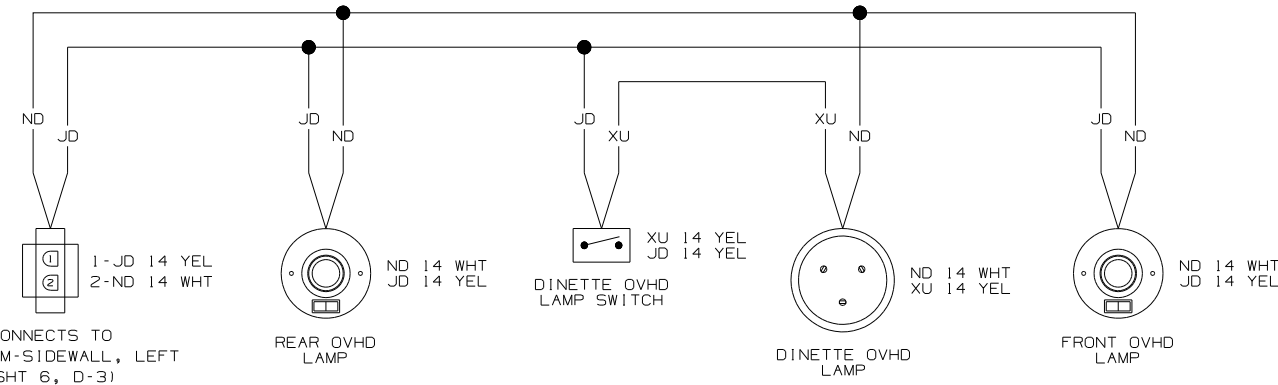 ND
JD
JD
ND
JD
XU
XU
ND
JD
ND
1
2
1-JD 14 YEL
2-ND 14 WHT
ONNECTS TO
M-SIDEWALL, LEFT
SHT 6, D-3)
ND 14 WHT
JD 14 YEL
REAR OVHD
LAMP
XU 14 YEL
JD 14 YEL
DINETTE OVHD
LAMP SWITCH
ND 14 WHT
XU 14 YEL
DINETTE OVHD
LAMP
ND 14 WHT
JD 14 YEL
FRONT OVHD
LAMP